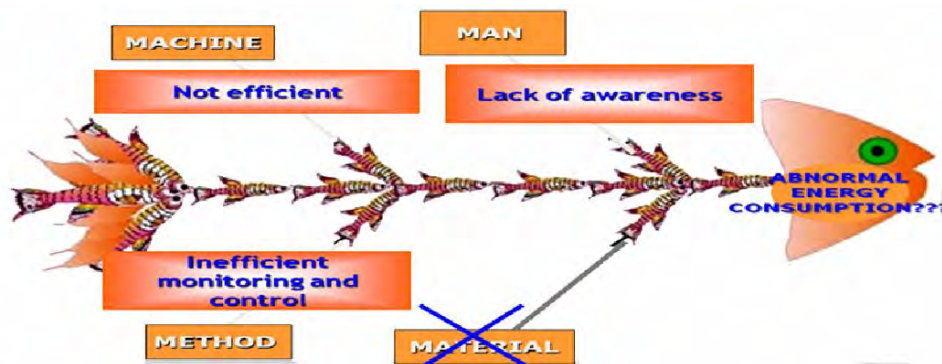 MACHINE
MAN
Not efficient
Lack of awareness
ABNORMAL
ENERGY
CONSUMPTION???
Inefficient
monitoring and
control
METHOD
MATERIAL